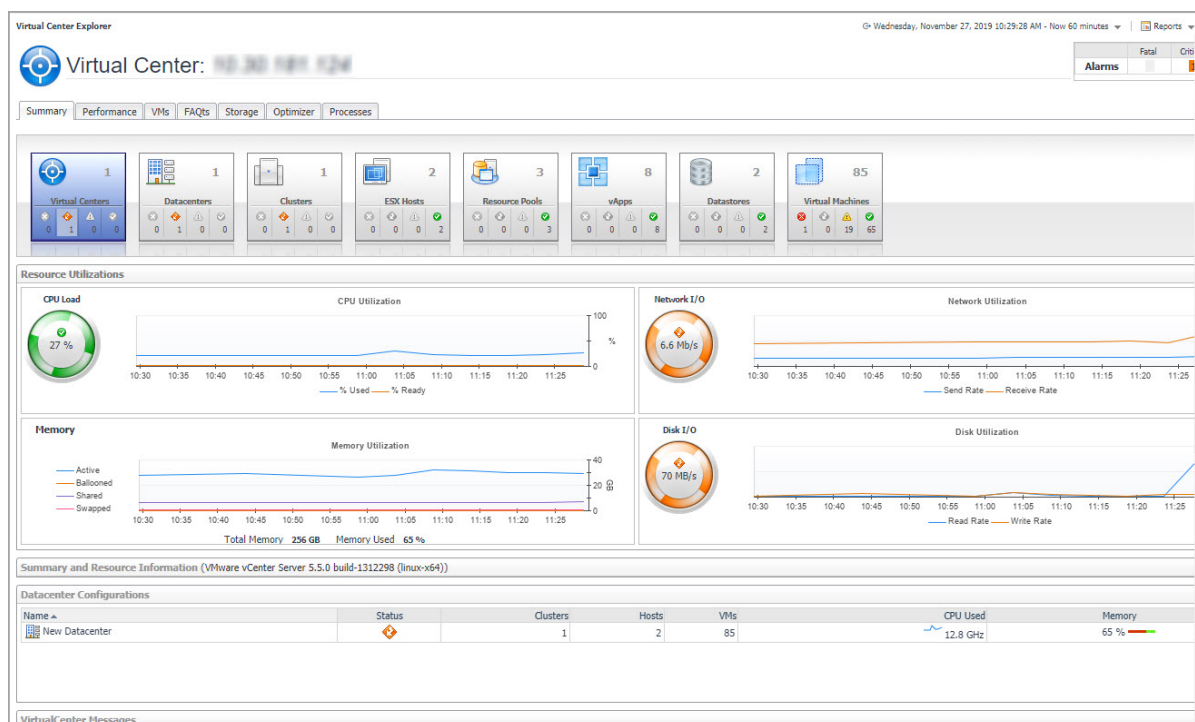 Virtual Center Explorer
Wednesday, November 27, 2019 10:29:28 AM - Now 60 minutes Reports
Virtual Center:
Fatal Criti
Alarms
Summary Performance VMs FAQts Storage Optimizer Processes
1 1 1 2 3 8 2 85
Virtual Centers Datacenters Clusters ESX Hosts Resource Pools vApps Datastores Virtual Machines
0 1 0 0 0 1 0 0 0 1 0 0 0 0 0 2 0 0 0 3 0 0 0 8 0 0 0 2 1 0 19 65
Resource Utilizations
CPU Load
CPU Utilization
27 %
100
%
0
10:30 10:35 10:40 10:45 10:50 10:55 11:00 11:05 11:10 11:15 11:20 11:25
% Used % Ready
Network I/O
Network Utilization
6.6 Mb/s
10:30 10:35 10:40 10:45 10:50 10:55 11:00 11:05 11:10 11:15 11:20 11:25
Send Rate Receive Rate
Memory
Memory Utilization
Active
Ballooned
Shared
Swapped
40
20
GB
0
10:30 10:35 10:40 10:45 10:50 10:55 11:00 11:05 11:10 11:15 11:20 11:25
Total Memory 256 GB Memory Used 65 %
Disk I/O
Disk Utilization
70 MB/s
10:30 10:35 10:40 10:45 10:50 10:55 11:00 11:05 11:10 11:15 11:20 11:25
Read Rate Write Rate
Summary and Resource Information (VMware vCenter Server 5.5.0 build-1312298 (linux-x64))
Datacenter Configurations
Name Status Clusters Hosts VMs CPU Used Memory
New Datacenter 1 2 85 12.8 GHz 65 %
VirtualCenter Messages